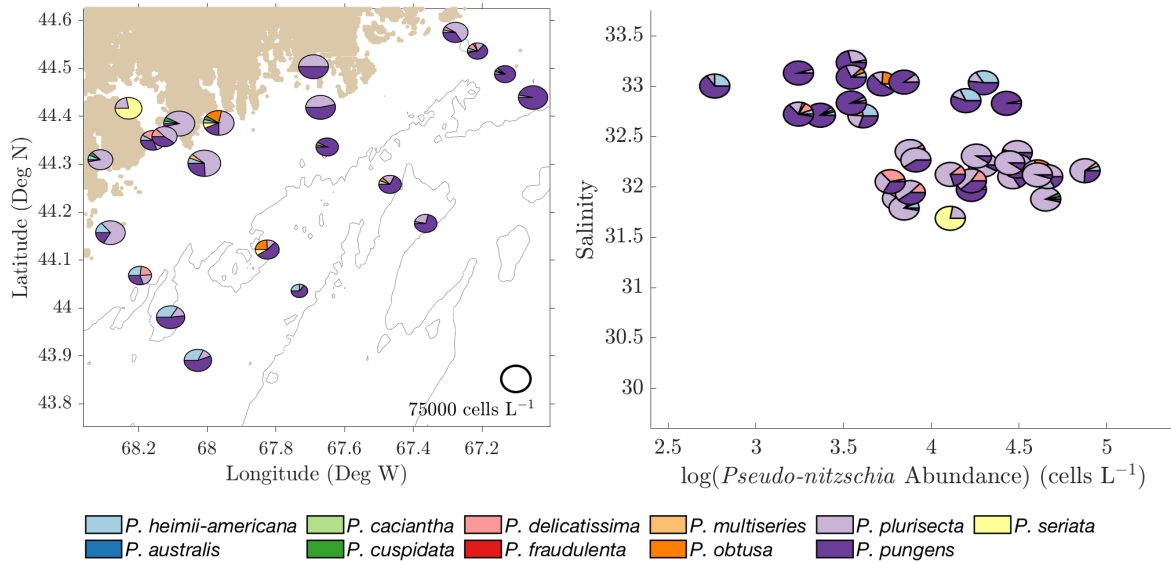 44.6
44.5
44.4
44.3
44.2
44.1
44
43.9
43.8
Latitude (Deg N)
75000 cells L⁻¹
68.2 68 67.8 67.6 67.4 67.2
Longitude (Deg W)
33.5
33
32.5
32
31.5
31
30.5
30
Salinity
2.5 3 3.5 4 4.5 5
log(Pseudo-nitzschia Abundance) (cells L⁻¹)
P. heimii-americana P. caciantha P. delicatissima P. multiseries P. plurisecta P. seriata
P. australis P. cuspidata P. fraudulenta P. obtusa P. pungens